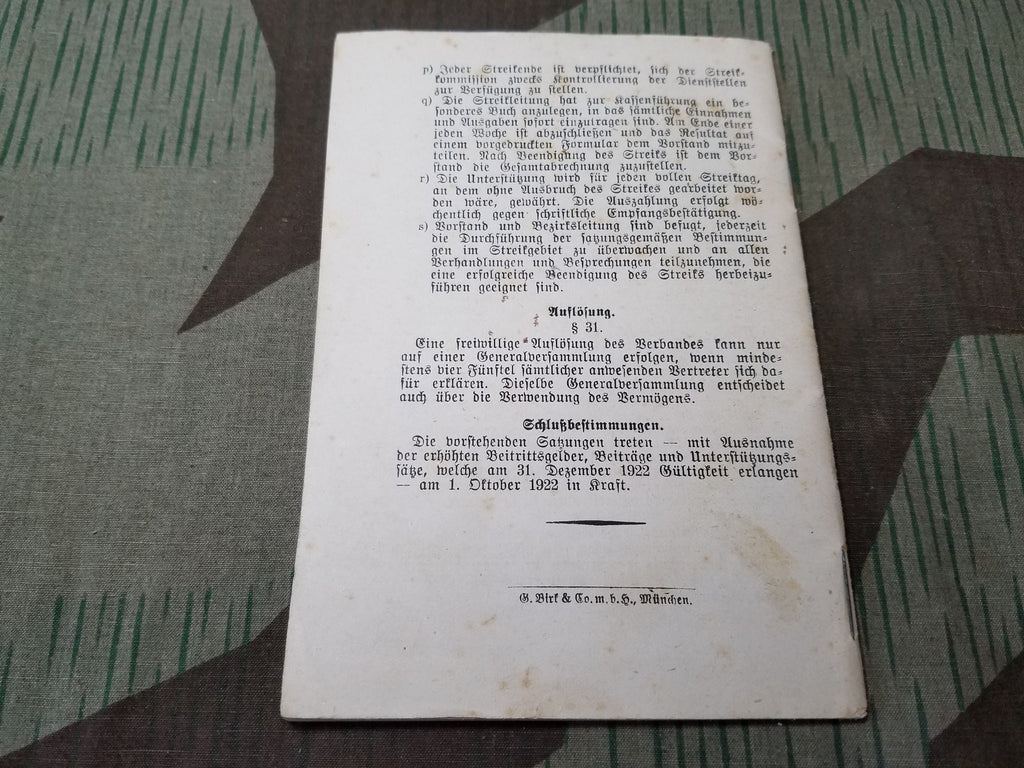 p) Jeder Streikende ist verpflichtet, sich der Streik-
kommission zwecks Kontrollierung der Dienststellen
zur Verfügung zu stellen.
q) Die Streikleitung hat zur Kassenführung ein be-
sonderes Buch anzulegen, in das sämtliche Einnahmen
und Ausgaben sofort einzutragen sind. Am Ende einer
jeden Woche ist abzuschließen und das Resultat auf
einem vorgedruckten Formular dem Vorstand mitzu-
teilen. Nach Beendigung des Streiks ist dem Vor-
stand die Gesamtabrechnung zuzustellen.
r) Die Unterstützung wird für jeden vollen Streiktag,
an dem ohne Ausbruch des Streikes gearbeitet wor-
den wäre, gewährt. Die Auszahlung erfolgt wö-
chentlich gegen schriftliche Empfangsbestätigung.
s) Vorstand und Bezirksleitung sind befugt, jederzeit
die Durchführung der satzungsgemäßen Bestimmun-
gen im Streikgebiet zu überwachen und an allen
Verhandlungen und Besprechungen teilzunehmen, die
eine erfolgreiche Beendigung des Streiks herbeizu-
führen geeignet sind.
Auflösung.
§ 31.
Eine freiwillige Auflösung des Verbandes kann nur
auf einer Generalversammlung erfolgen, wenn minde-
stens vier Fünftel sämtlicher anwesenden Vertreter sich da-
für erklären. Dieselbe Generalversammlung entscheidet
auch über die Verwendung des Vermögens.
Schlußbestimmungen.
Die vorstehenden Satzungen treten — mit Ausnahme
der erhöhten Beitrittsgelder, Beiträge und Unterstützungs-
sätze, welche am 31. Dezember 1922 Gültigkeit erlangen
— am 1. Oktober 1922 in Kraft.
G. Birk & Co. m. b. H., München.